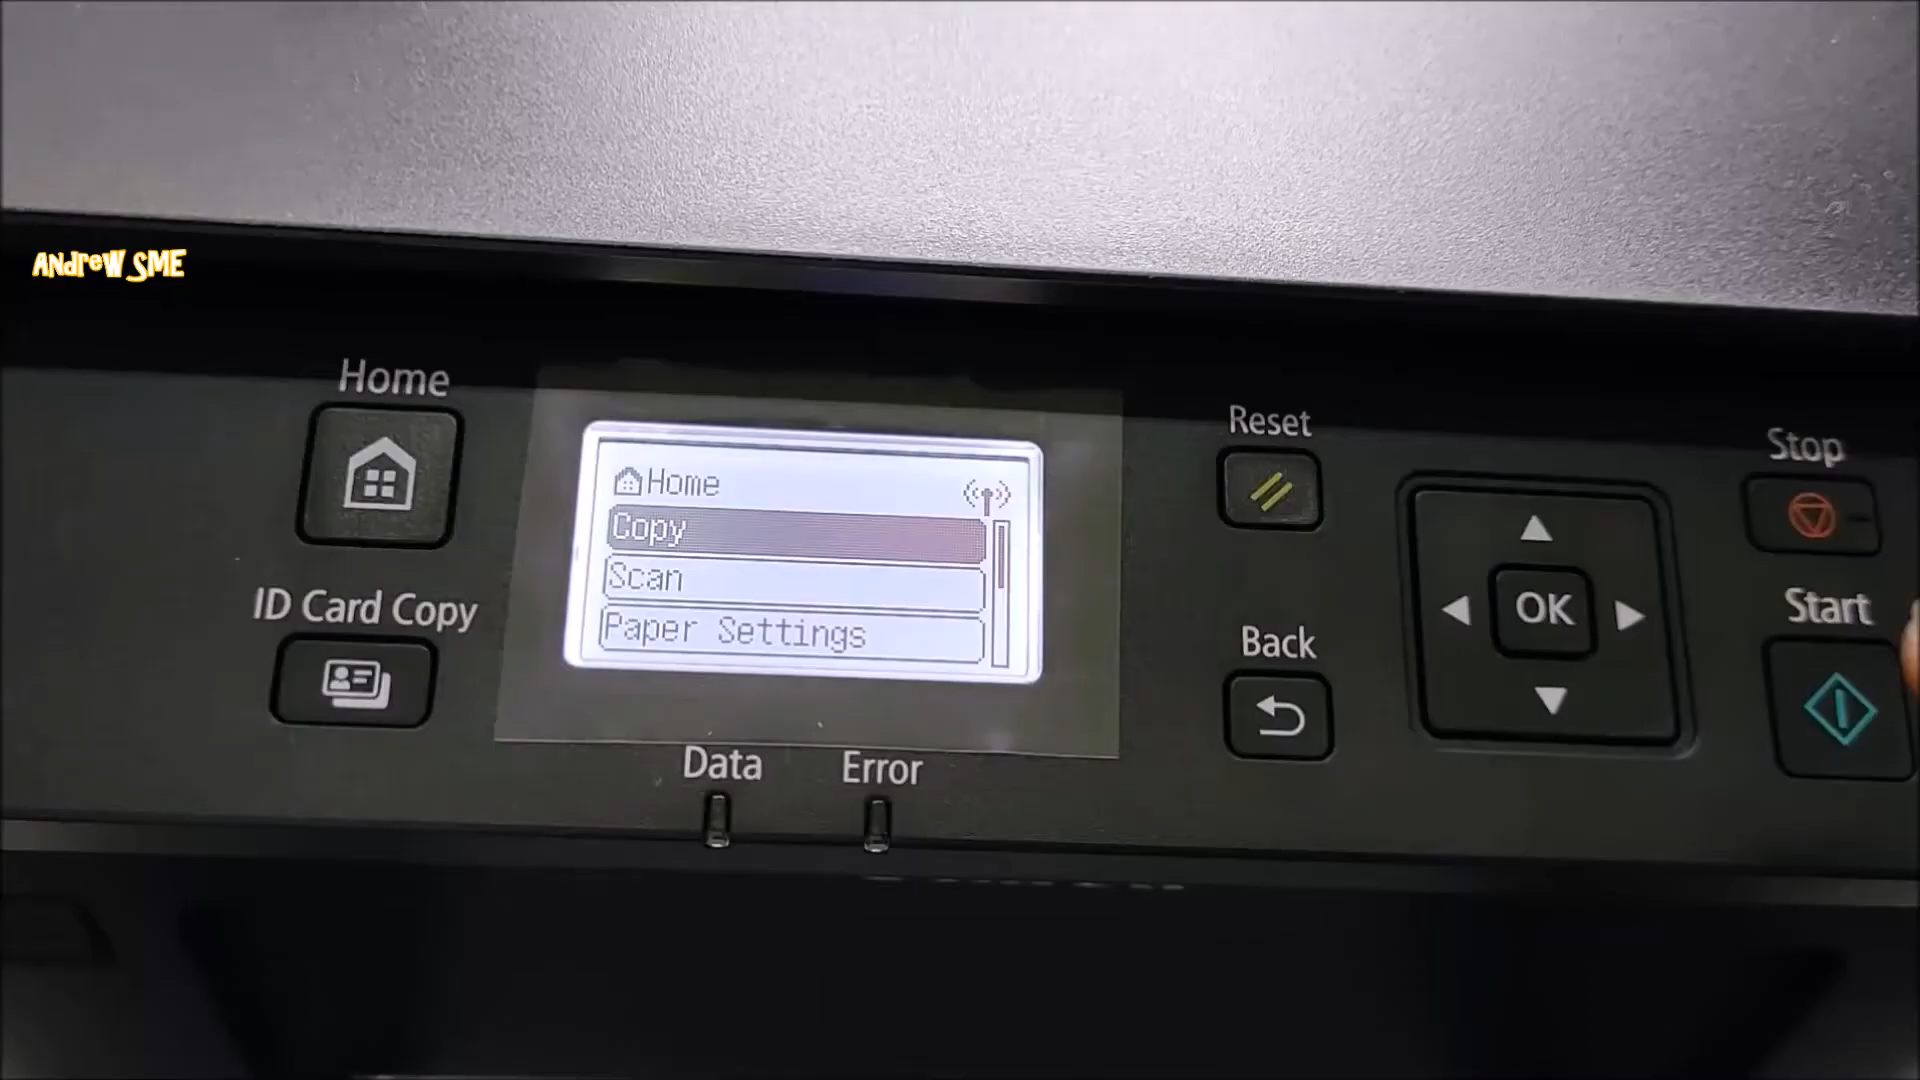 AndreW SME
Home
Reset
Stop
Home
Copy
Scan
Paper Settings
OK
ID Card Copy
Back
Start
Data
Error